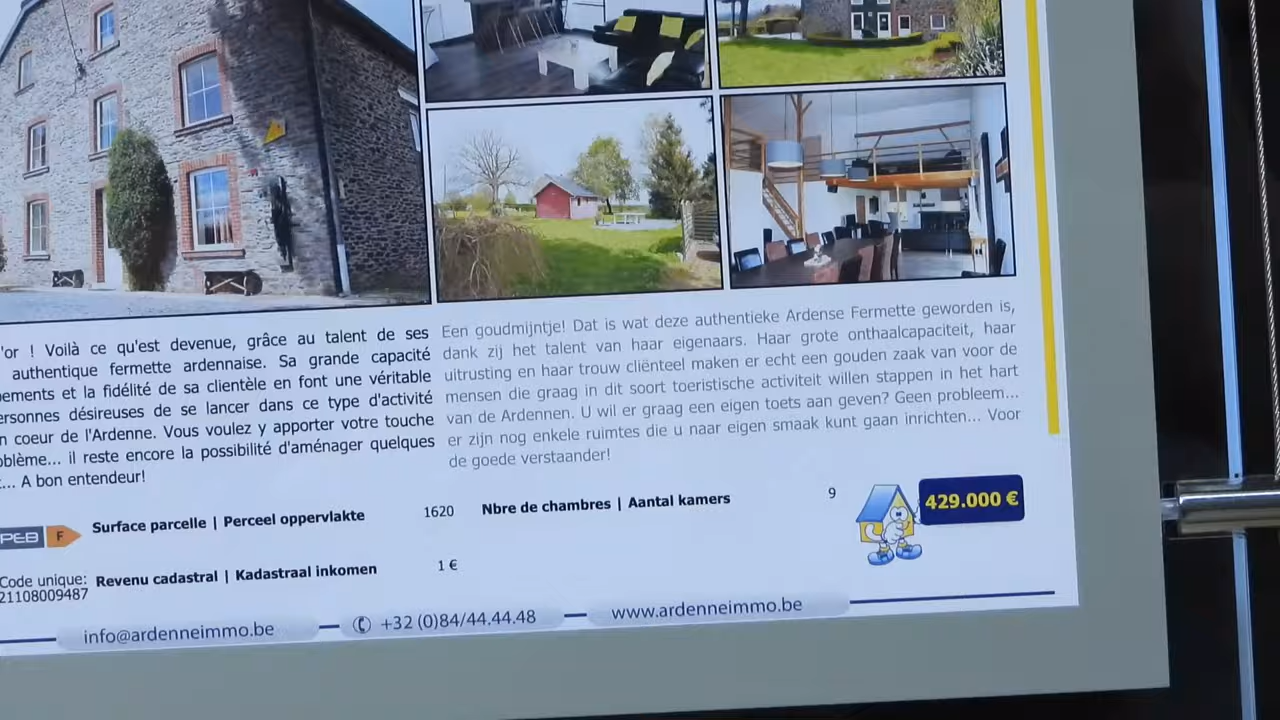 'or ! Voilà ce qu'est devenue, grâce au talent de ses
authentique fermette ardennaise. Sa grande capacité
ements et la fidélité de sa clientèle en font une véritable
ersonnes désireuses de se lancer dans ce type d'activité
n coeur de l'Ardenne. Vous voulez y apporter votre touche
oblème... il reste encore la possibilité d'aménager quelques
... A bon entendeur!
Een goudmijntje! Dat is wat deze authentieke Ardense Fermette geworden is,
dank zij het talent van haar eigenaars. Haar grote onthaalcapaciteit, haar
uitrusting en haar trouw cliënteel maken er echt een gouden zaak van voor de
mensen die graag in dit soort toeristische activiteit willen stappen in het hart
van de Ardennen. U wil er graag een eigen toets aan geven? Geen probleem...
er zijn nog enkele ruimtes die u naar eigen smaak kunt gaan inrichten... Voor
de goede verstaander!
PEB F
Surface parcelle | Perceel oppervlakte 1620
Nbre de chambres | Aantal kamers 9
429.000 €
Code unique:
21108009487
Revenu cadastral | Kadastraal inkomen 1 €
info@ardenneimmo.be
+32 (0)84/44.44.48
www.ardenneimmo.be